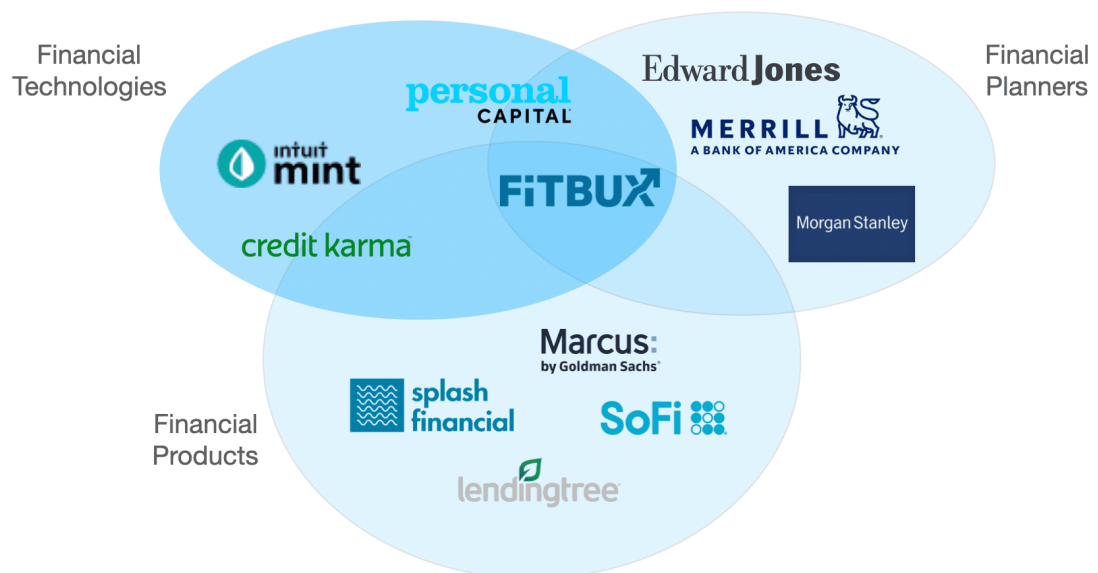 Financial
Technologies
personal
CAPITAL
intuit
mint
credit karma
FiTBUX
Edward Jones
MERRILL
A BANK OF AMERICA COMPANY
Morgan Stanley
Financial
Planners
Marcus:
by Goldman Sachs®
splash
financial
SoFi
lendingtree
Financial
Products